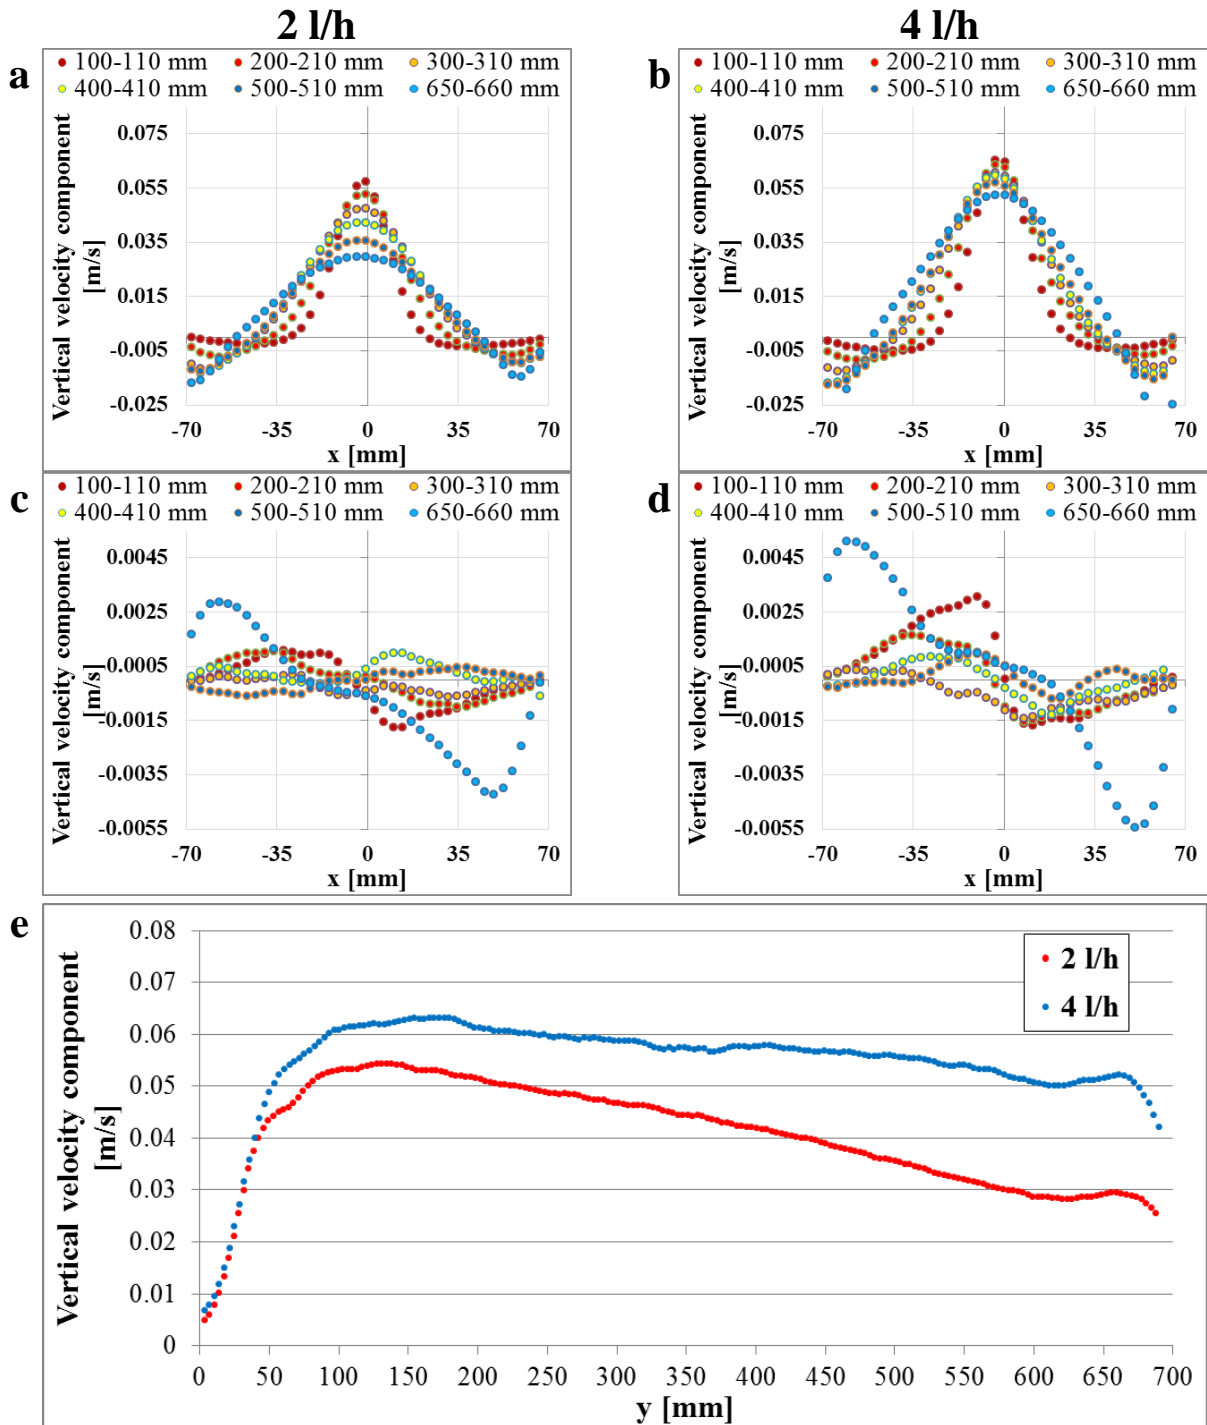 2 l/h
4 l/h
a
100-110 mm 200-210 mm 300-310 mm
400-410 mm 500-510 mm 650-660 mm
Vertical velocity component
[m/s]
0.075
0.055
0.035
0.015
-0.005
-0.025
-70 -35 0 35 70
x [mm]
b
100-110 mm 200-210 mm 300-310 mm
400-410 mm 500-510 mm 650-660 mm
Vertical velocity component
[m/s]
0.075
0.055
0.035
0.015
-0.005
-0.025
-70 -35 0 35 70
x [mm]
c
100-110 mm 200-210 mm 300-310 mm
400-410 mm 500-510 mm 650-660 mm
Vertical velocity component
[m/s]
0.0045
0.0025
0.0005
-0.0015
-0.0035
-0.0055
-70 -35 0 35 70
x [mm]
d
100-110 mm 200-210 mm 300-310 mm
400-410 mm 500-510 mm 650-660 mm
Vertical velocity component
[m/s]
0.0045
0.0025
0.0005
-0.0015
-0.0035
-0.0055
-70 -35 0 35 70
x [mm]
e
Vertical velocity component
[m/s]
0.08
0.07
0.06
0.05
0.04
0.03
0.02
0.01
0
2 l/h
4 l/h
0 50 100 150 200 250 300 350 400 450 500 550 600 650 700
y [mm]